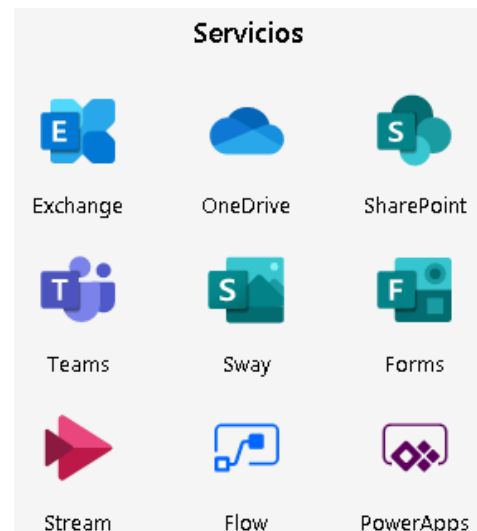 Servicios
E
S
Exchange OneDrive SharePoint
T
S
F
Teams Sway Forms
Stream Flow PowerApps